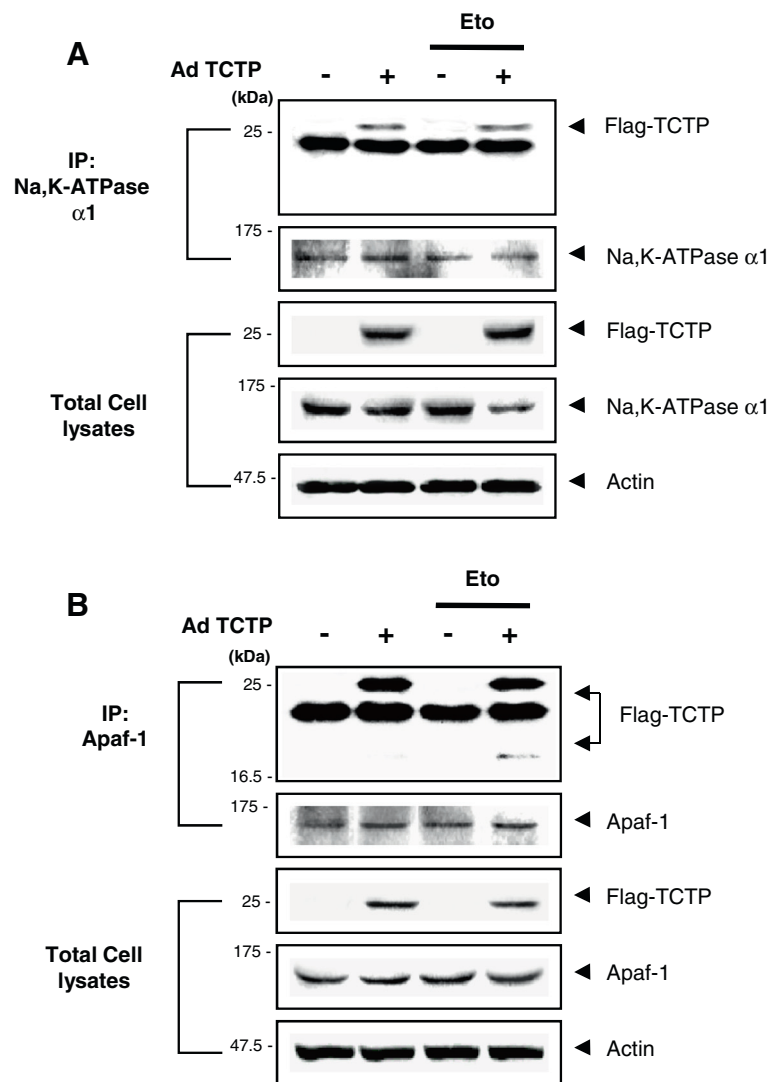 A
Eto
Ad TCTP - + - +
(kDa)
25 -
Flag-TCTP
IP:
Na,K-ATPase
α1
175 -
Na,K-ATPase α1
25 -
Flag-TCTP
Total Cell
lysates
175 -
Na,K-ATPase α1
47.5 -
Actin
B
Eto
Ad TCTP - + - +
(kDa)
25 -
IP:
Apaf-1
Flag-TCTP
16.5 -
175 -
Apaf-1
25 -
Flag-TCTP
Total Cell
lysates
175 -
Apaf-1
47.5 -
Actin